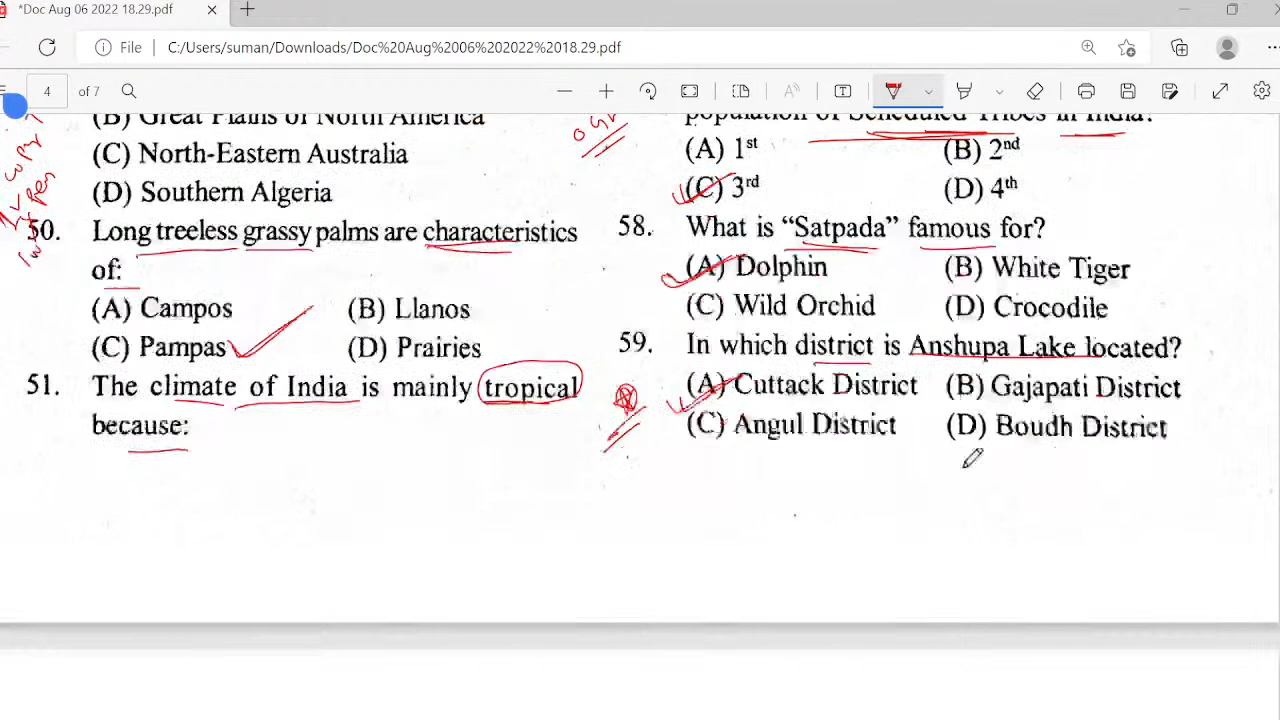 *Doc Aug 06 2022 18.29.pdf
File
C:/Users/suman/Downloads/Doc%20Aug%2006%202022%2018.29.pdf
4 of 7
(B) Great Plains of North America
(C) North-Eastern Australia
(D) Southern Algeria
50. Long treeless grassy palms are characteristics
of:
(A) Campos (B) Llanos
(C) Pampas (D) Prairies
51. The climate of India is mainly tropical
because:
population of Scheduled Tribes in India?
(A) 1st (B) 2nd
(C) 3rd (D) 4th
58. What is “Satpada” famous for?
(A) Dolphin (B) White Tiger
(C) Wild Orchid (D) Crocodile
59. In which district is Anshupa Lake located?
(A) Cuttack District (B) Gajapati District
(C) Angul District (D) Boudh District